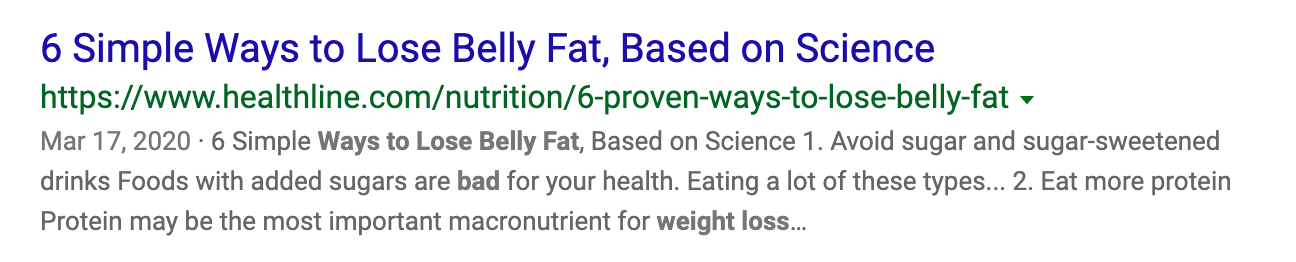 6 Simple Ways to Lose Belly Fat, Based on Science
https://www.healthline.com/nutrition/6-proven-ways-to-lose-belly-fat
Mar 17, 2020 · 6 Simple Ways to Lose Belly Fat, Based on Science 1. Avoid sugar and sugar-sweetened
drinks Foods with added sugars are bad for your health. Eating a lot of these types... 2. Eat more protein
Protein may be the most important macronutrient for weight loss...